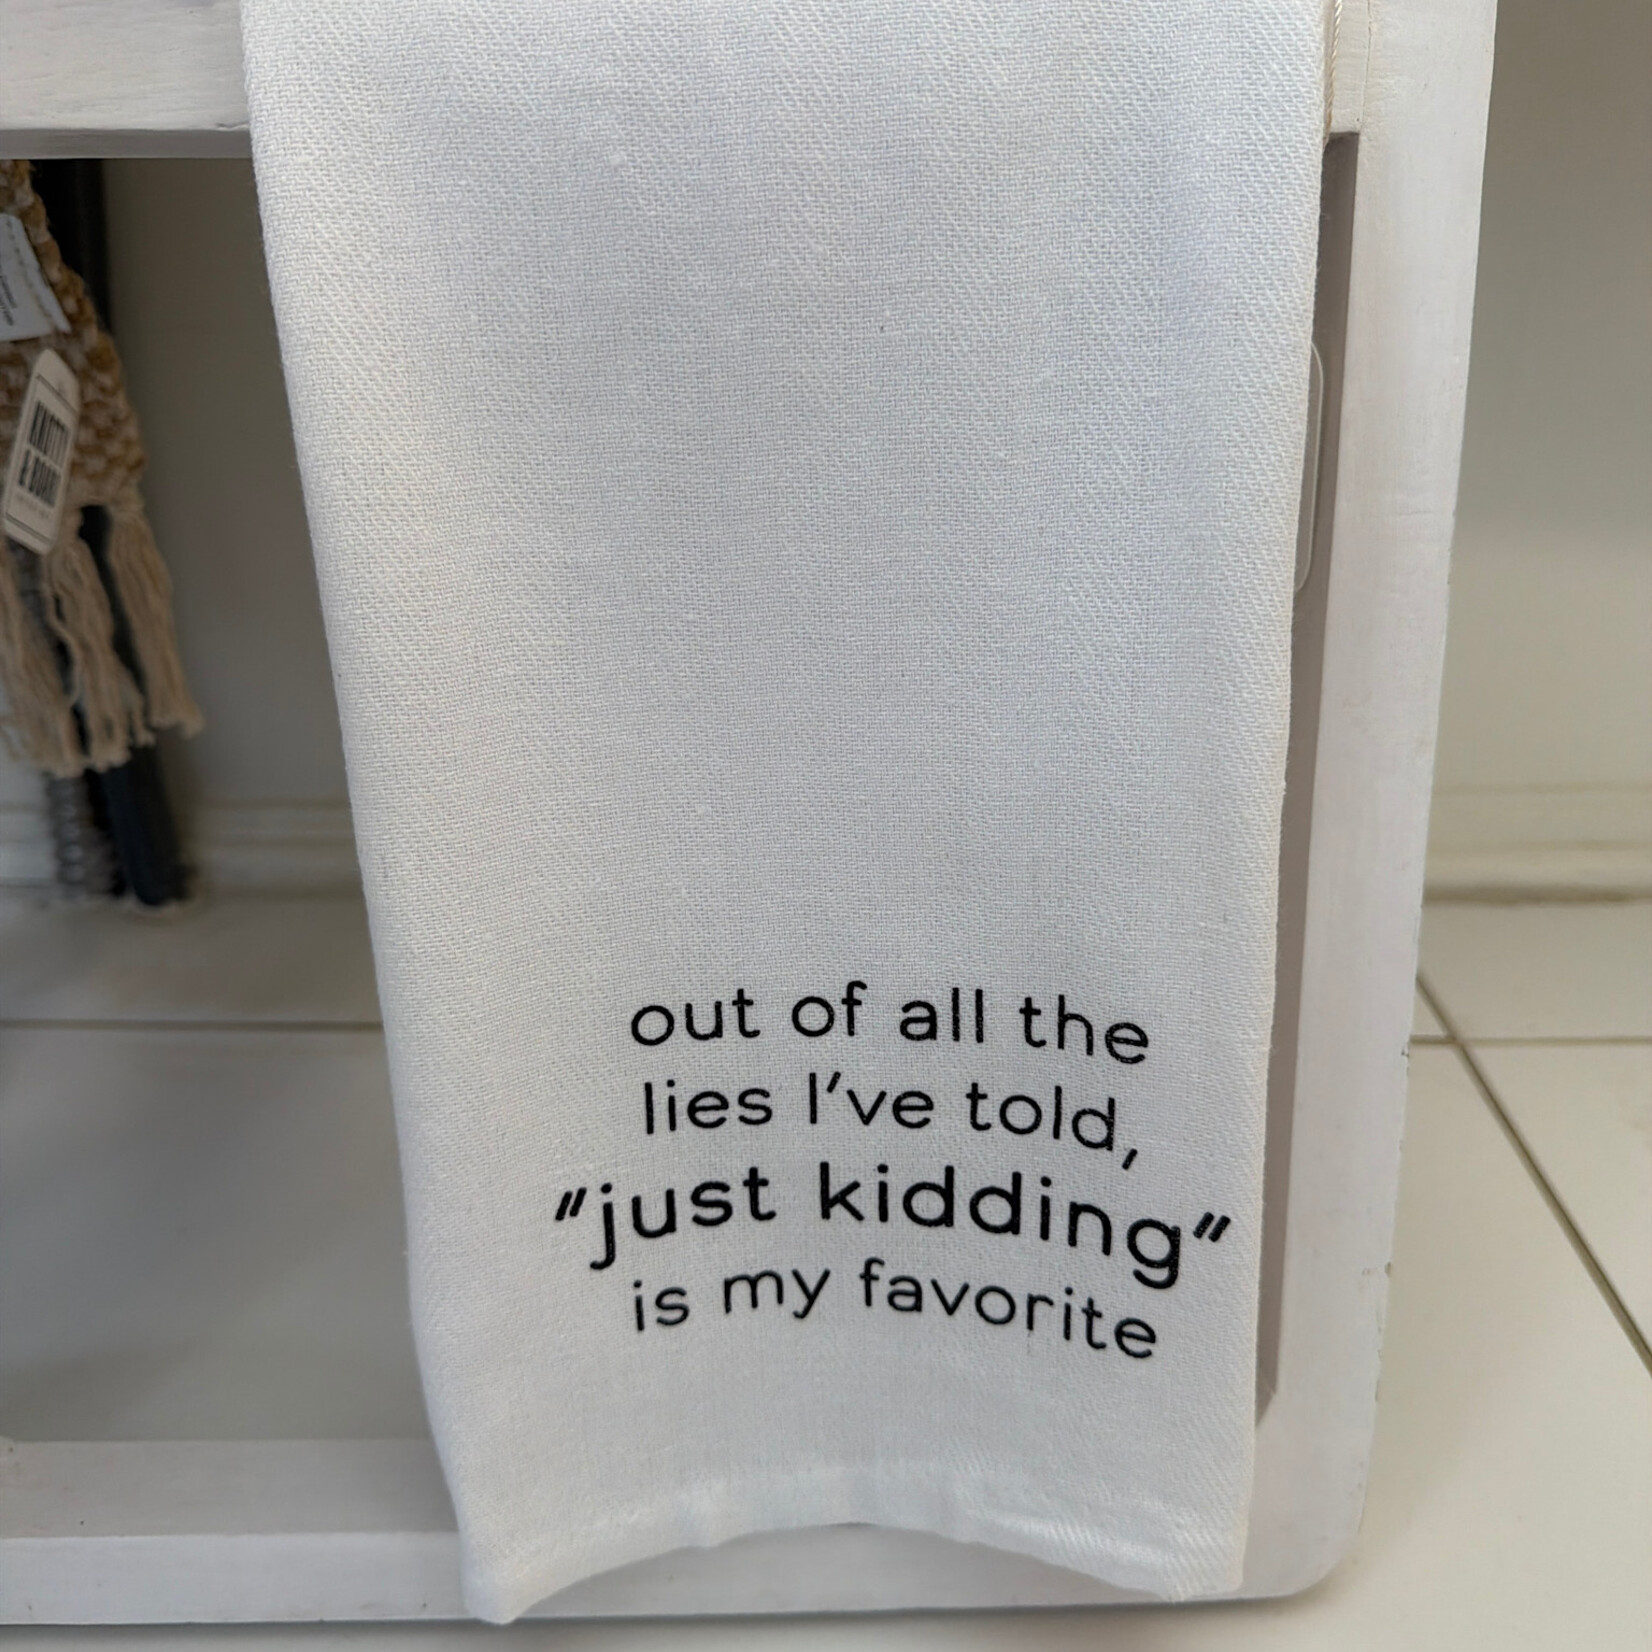 out of all the
lies I've told,
"just kidding"
is my favorite